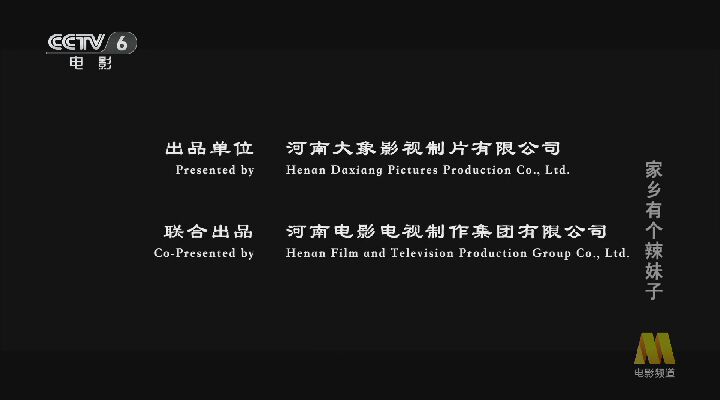 CCTV 6
电影
出品单位 河南大象影视制片有限公司
Presented by Henan Daxiang Pictures Production Co., Ltd.
联合出品 河南电影电视制作集团有限公司
Co-Presented by Henan Film and Television Production Group Co., Ltd.
家乡有个辣妹子
电影频道